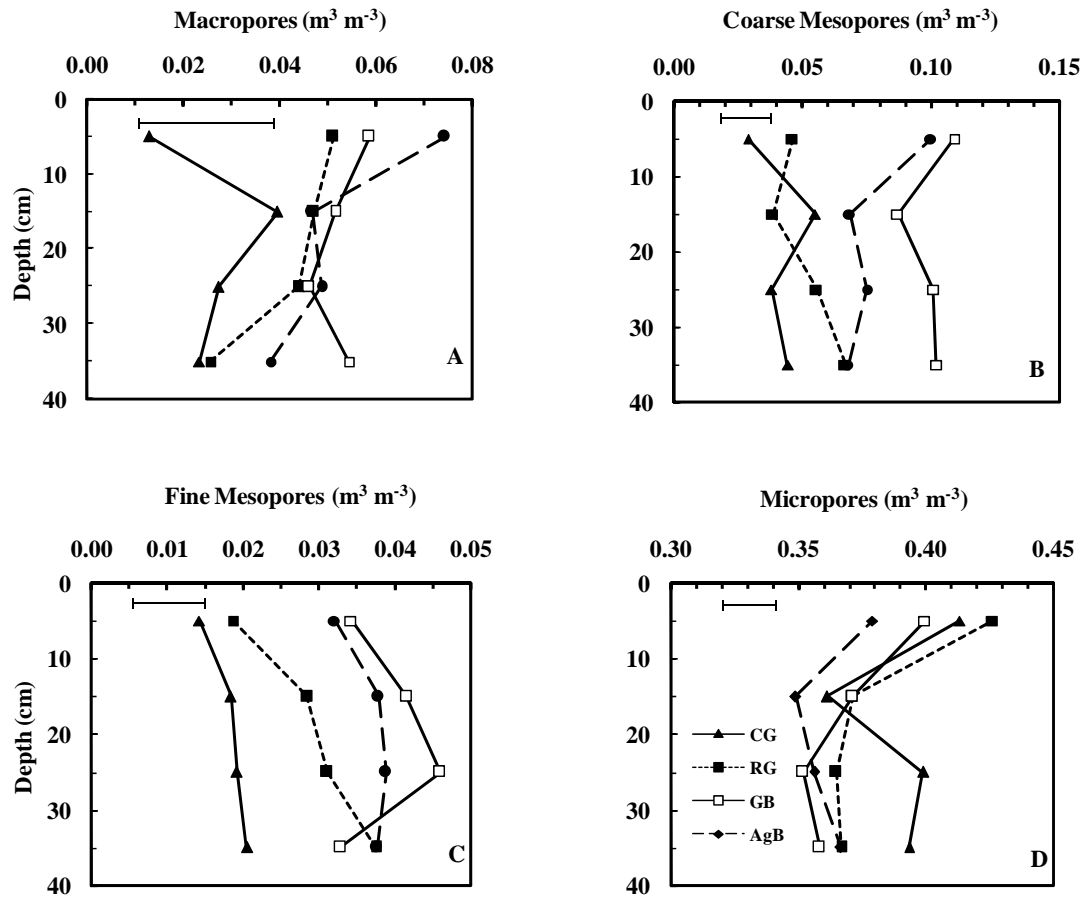 Macropores (m³ m⁻³)
0.00 0.02 0.04 0.06 0.08
0
10
20
30
40
Depth (cm)
A
Coarse Mesopores (m³ m⁻³)
0.00 0.05 0.10 0.15
0
10
20
30
40
B
Fine Mesopores (m³ m⁻³)
0.00 0.01 0.02 0.03 0.04 0.05
0
10
20
30
40
Depth (cm)
C
Micropores (m³ m⁻³)
0.30 0.35 0.40 0.45
0
10
20
30
40
CG
RG
GB
AgB
D